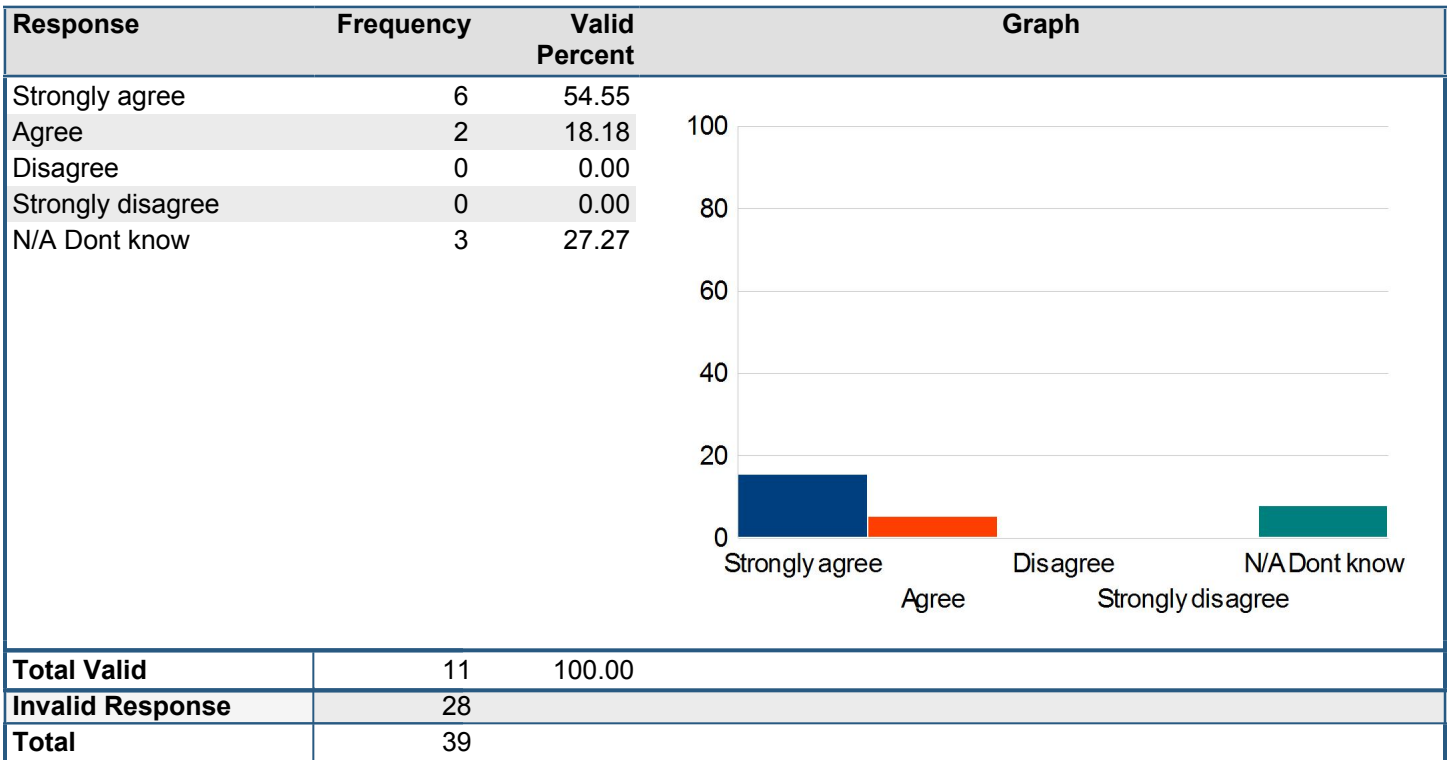 Response Frequency Valid Percent Graph
Strongly agree 6 54.55
Agree 2 18.18
Disagree 0 0.00
Strongly disagree 0 0.00
N/A Dont know 3 27.27
100
80
60
40
20
0
Strongly agree Disagree N/A Dont know
Agree Strongly disagree
Total Valid 11 100.00
Invalid Response 28
Total 39